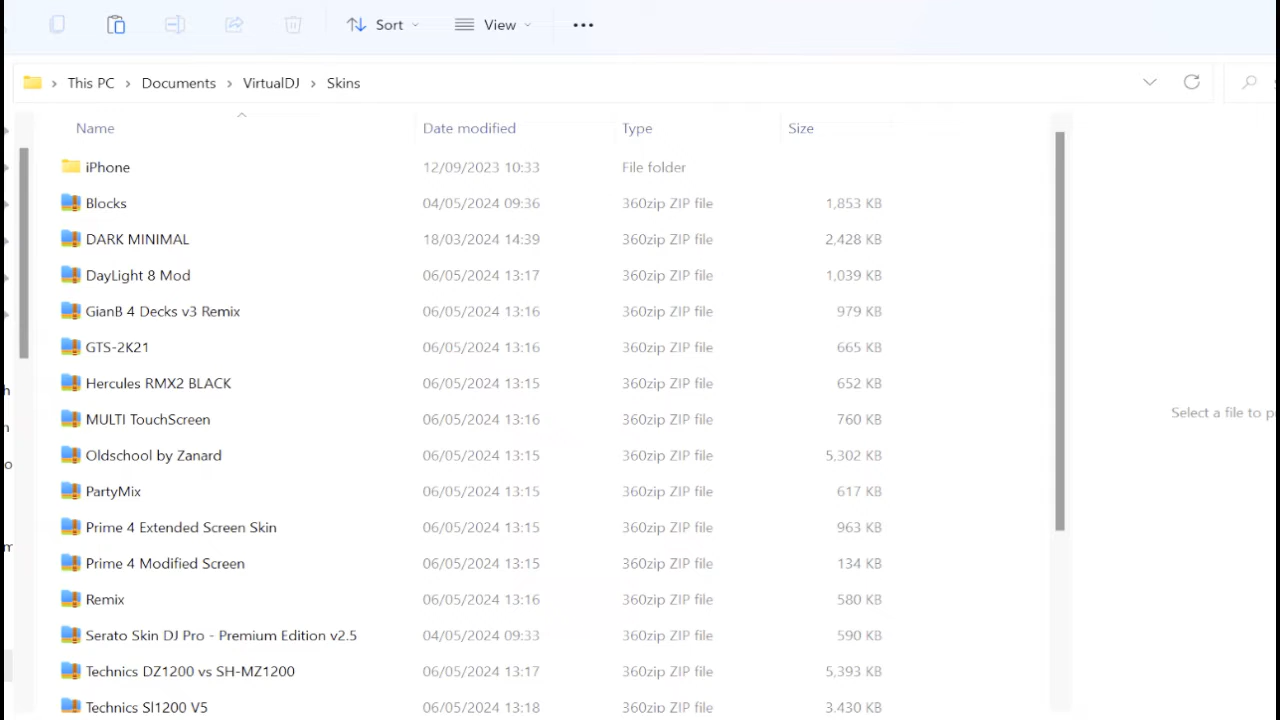 Sort View •••
This PC > Documents > VirtualDJ > Skins
Name Date modified Type Size
iPhone 12/09/2023 10:33 File folder
Blocks 04/05/2024 09:36 360zip ZIP file 1,853 KB
DARK MINIMAL 18/03/2024 14:39 360zip ZIP file 2,428 KB
DayLight 8 Mod 06/05/2024 13:17 360zip ZIP file 1,039 KB
GianB 4 Decks v3 Remix 06/05/2024 13:16 360zip ZIP file 979 KB
GTS-2K21 06/05/2024 13:16 360zip ZIP file 665 KB
Hercules RMX2 BLACK 06/05/2024 13:15 360zip ZIP file 652 KB
h
MULTI TouchScreen 06/05/2024 13:16 360zip ZIP file 760 KB
Select a file to p
n
Oldschool by Zanard 06/05/2024 13:15 360zip ZIP file 5,302 KB
o
PartyMix 06/05/2024 13:15 360zip ZIP file 617 KB
Prime 4 Extended Screen Skin 06/05/2024 13:15 360zip ZIP file 963 KB
m
Prime 4 Modified Screen 06/05/2024 13:15 360zip ZIP file 134 KB
Remix 06/05/2024 13:16 360zip ZIP file 580 KB
Serato Skin DJ Pro - Premium Edition v2.5 04/05/2024 09:33 360zip ZIP file 590 KB
Technics DZ1200 vs SH-MZ1200 06/05/2024 13:17 360zip ZIP file 5,393 KB
Technics Sl1200 V5 06/05/2024 13:18 360zip ZIP file 3,430 KB